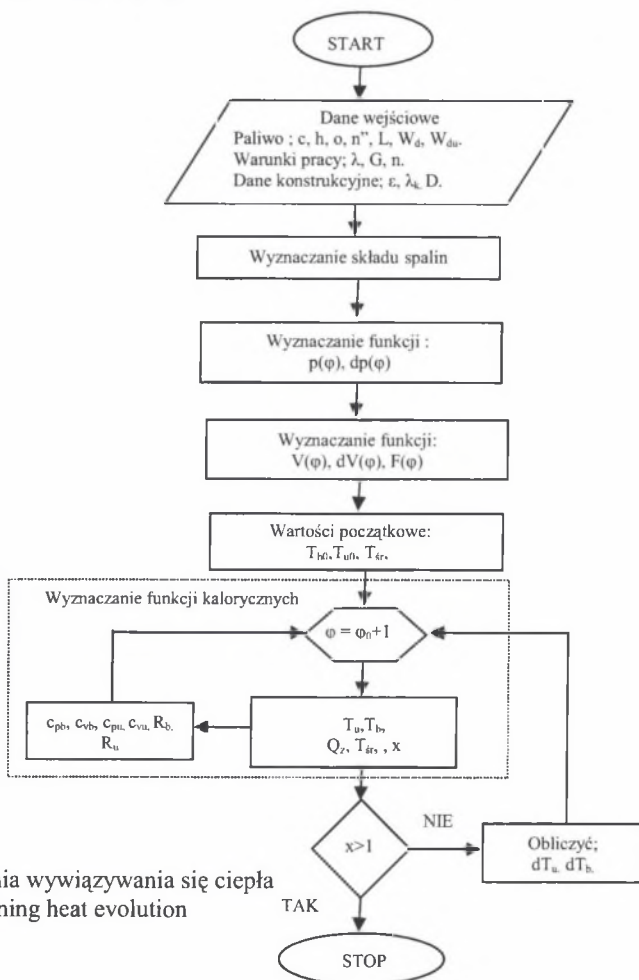 START
Dane wejściowe
Paliwo ; c, h, o, n”, L, W_d, W_du.
Warunki pracy; λ, G, n.
Dane konstrukcyjne; ε, λ_k, D.
Wyznaczanie składu spalin
Wyznaczanie funkcji :
p(φ), dp(φ)
Wyznaczanie funkcji:
V(φ), dV(φ), F(φ)
Wartości początkowe:
T_b0, T_u0, T_śr,
Wyznaczanie funkcji kalorycznych
φ = φ_0+1
c_pb, c_vb, c_pu, c_vu, R_b,
R_u
T_u, T_b,
Q_z, T_śr, , x
x>1
NIE
Obliczyć;
dT_u, dT_b,
nia wywiązywania się ciepła
ning heat evolution
TAK
STOP